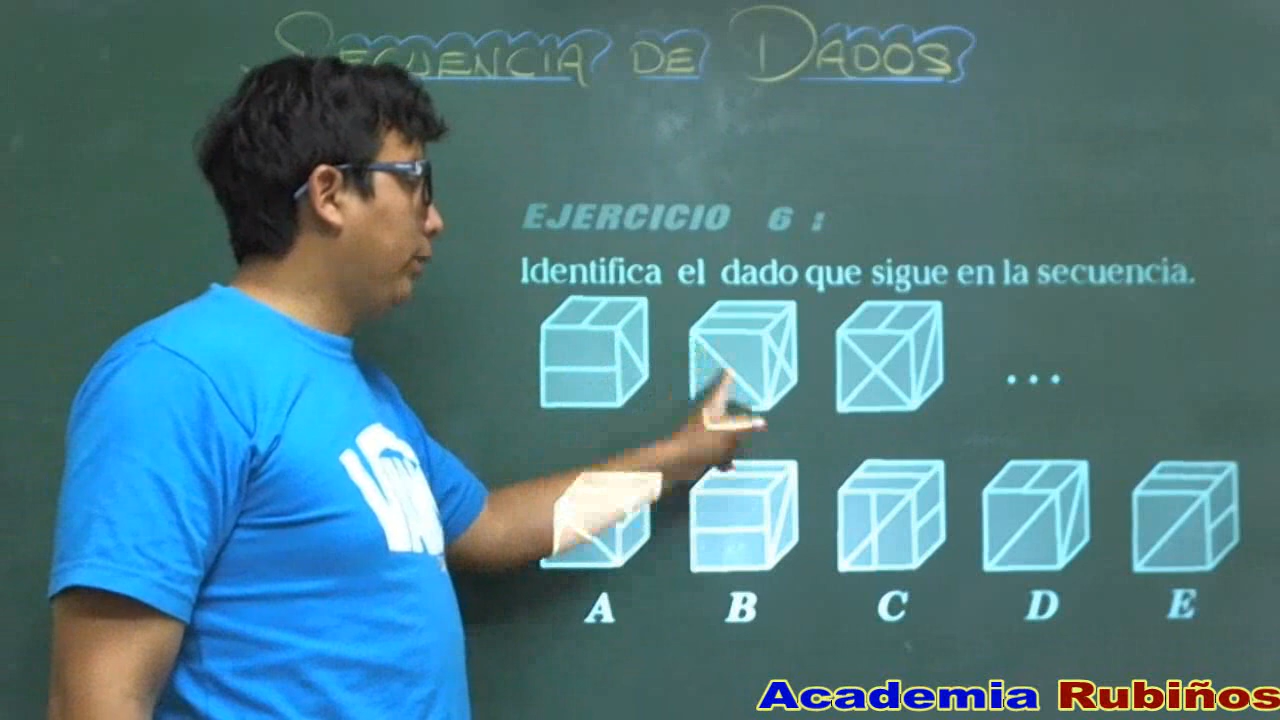 SECUENCIA DE DADOS
EJERCICIO 6 :
Identifica el dado que sigue en la secuencia.
...
A B C D E
Academia Rubiños